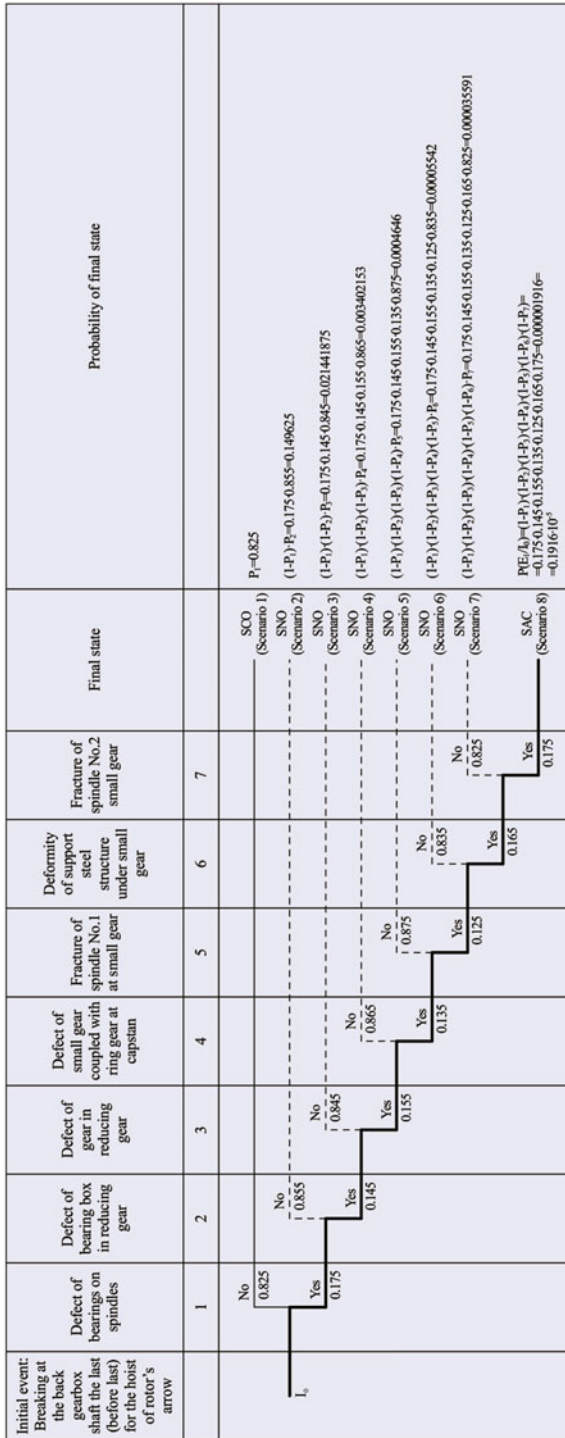 Initial event:
Breaking at
the back
gearbox
shaft the last
(before last)
for the hoist
of rotor's
arrow
Defect of
bearings on
spindles
Defect of
bearing box
in reducing
gear
Defect of
gear in
reducing
gear
Defect of
small gear
coupled with
ring gear at
capstan
Fracture of
spindle No.1
at small gear
Deformity
of support
steel
structure
under small
gear
Fracture of
spindle No.2
small gear
Final state
Probability of final state
1
2
3
4
5
6
7
I₀
No
0.825
Yes
0.175
No
0.855
Yes
0.145
No
0.845
Yes
0.155
No
0.865
Yes
0.135
No
0.875
Yes
0.125
No
0.835
Yes
0.165
No
0.825
Yes
0.175
SCO
(Scenario 1)
P₁=0.825
SNO
(Scenario 2)
(1-P₁)·P₂=0.175·0.855=0.149625
SNO
(Scenario 3)
(1-P₁)·(1-P₂)·P₃=0.175·0.145·0.845=0.021441875
SNO
(Scenario 4)
(1-P₁)·(1-P₂)·(1-P₃)·P₄=0.175·0.145·0.155·0.865=0.003402153
SNO
(Scenario 5)
(1-P₁)·(1-P₂)·(1-P₃)·(1-P₄)·P₅=0.175·0.145·0.155·0.135·0.875=0.0004646
SNO
(Scenario 6)
(1-P₁)·(1-P₂)·(1-P₃)·(1-P₄)·(1-P₅)·P₆=0.175·0.145·0.155·0.135·0.125·0.835=0.00005542
SNO
(Scenario 7)
(1-P₁)·(1-P₂)·(1-P₃)·(1-P₄)·(1-P₅)·(1-P₆)·P₇=0.175·0.145·0.155·0.135·0.125·0.165·0.825=0.000035591
SAC
(Scenario 8)
P(E₁/I₀)=(1-P₁)·(1-P₂)·(1-P₃)·(1-P₄)·(1-P₅)·(1-P₆)·(1-P₇)=
=0.175·0.145·0.155·0.135·0.125·0.165·0.175=0.000001916=
=0.1916·10⁻⁵